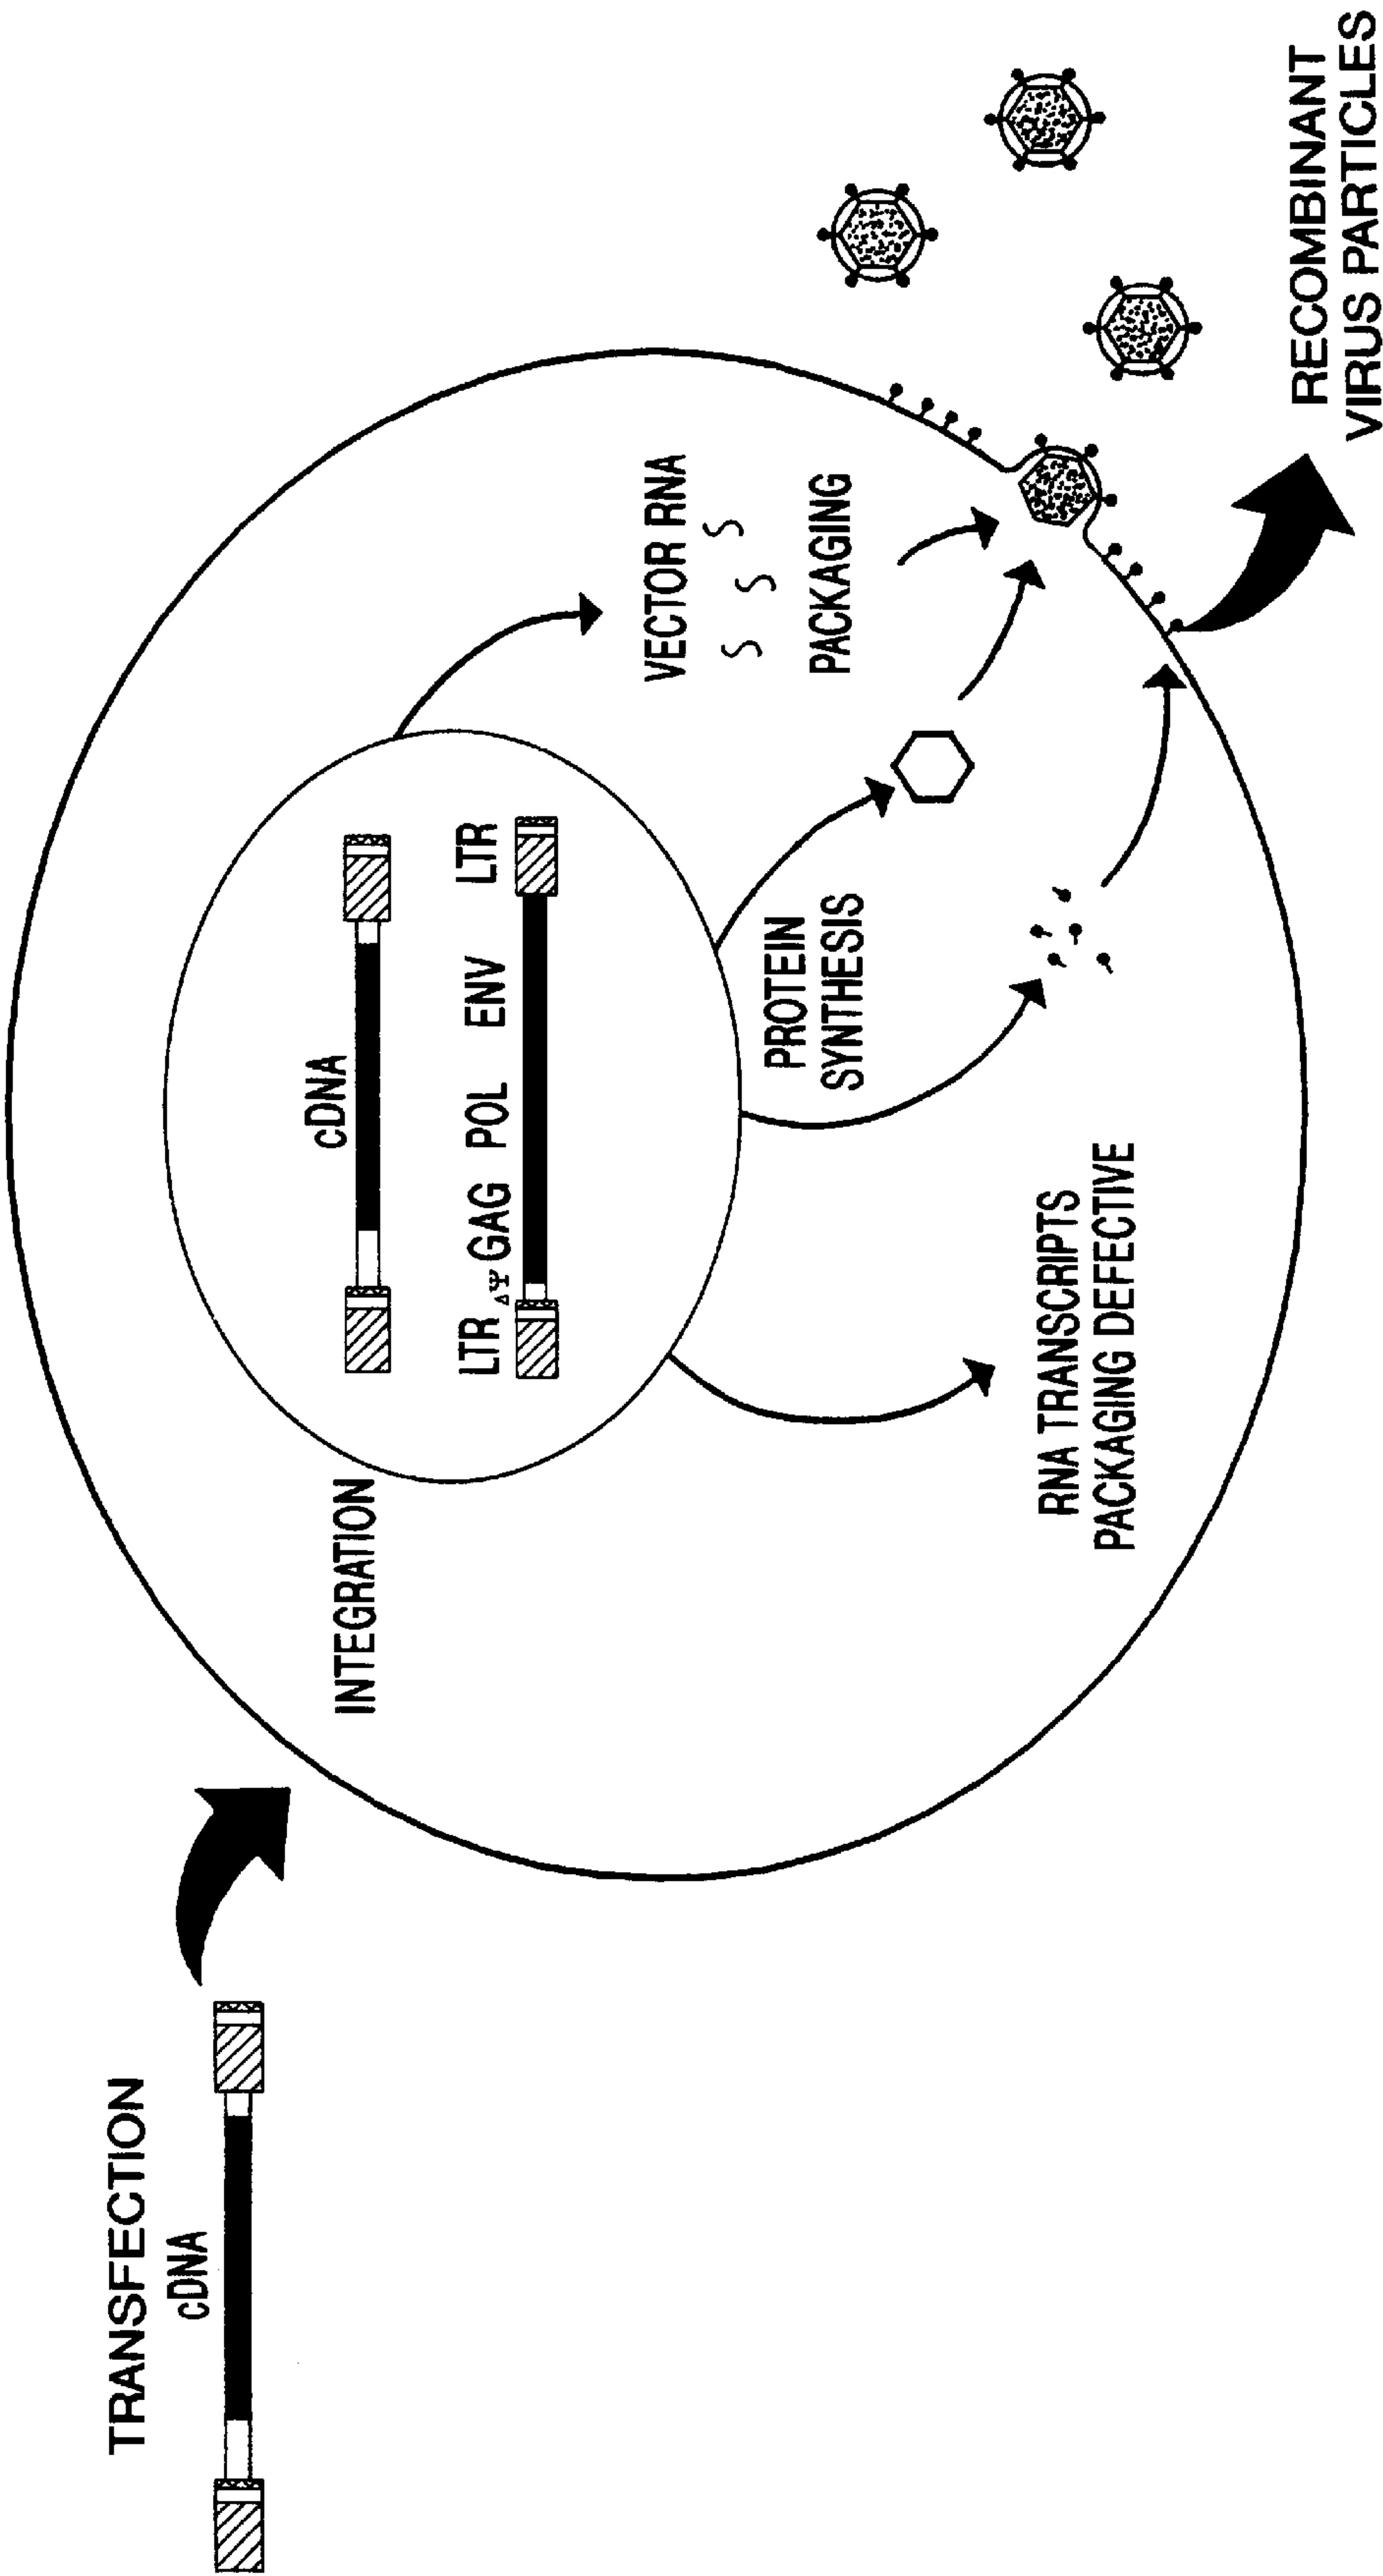 TRANSFECTION
cDNA
INTEGRATION
cDNA
LTR ΔΨ GAG POL ENV LTR
VECTOR RNA
PACKAGING
PROTEIN
SYNTHESIS
RNA TRANSCRIPTS
PACKAGING DEFECTIVE
RECOMBINANT
VIRUS PARTICLES